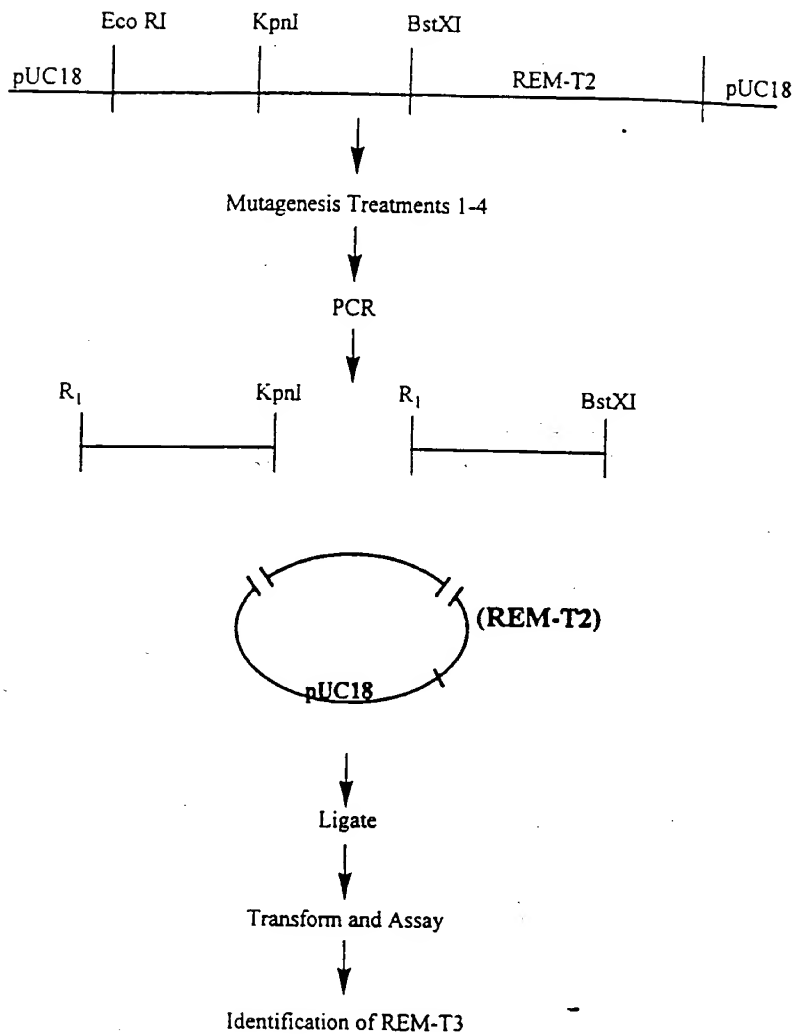 Eco RI KpnI BstXI
pUC18 REM-T2 pUC18
Mutagenesis Treatments 1-4
PCR
R1 KpnI R1 BstXI
(REM-T2)
pUC18
Ligate
Transform and Assay
Identification of REM-T3